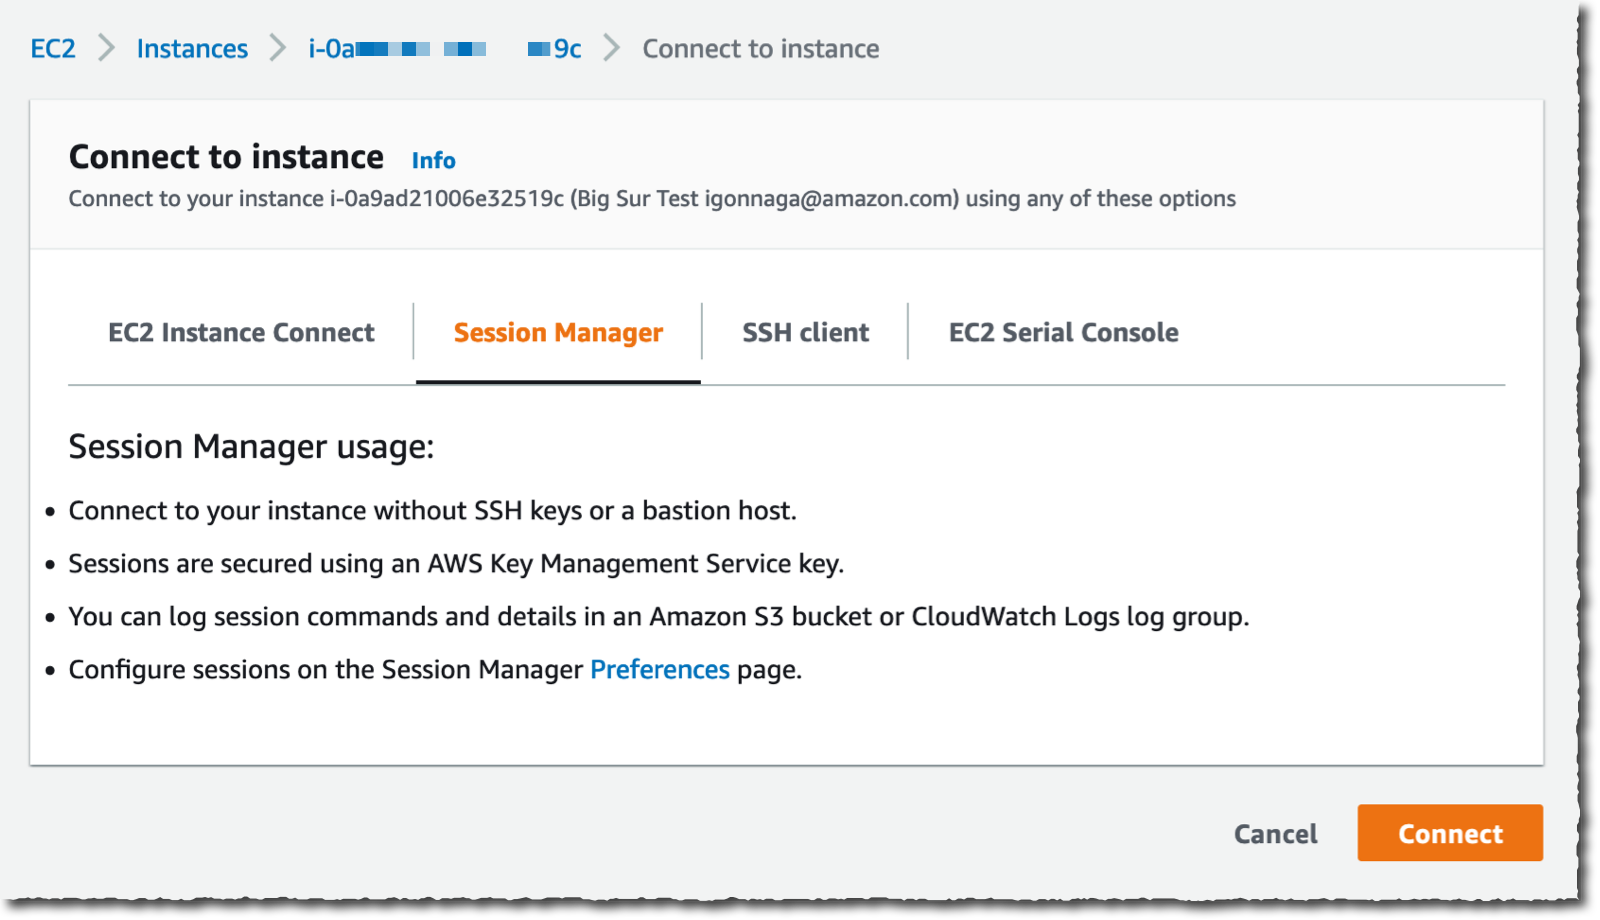 EC2 > Instances > i-0a 9c > Connect to instance
Connect to instance Info
Connect to your instance i-0a9ad21006e32519c (Big Sur Test igonnaga@amazon.com) using any of these options
EC2 Instance Connect Session Manager SSH client EC2 Serial Console
Session Manager usage:
• Connect to your instance without SSH keys or a bastion host.
• Sessions are secured using an AWS Key Management Service key.
• You can log session commands and details in an Amazon S3 bucket or CloudWatch Logs log group.
• Configure sessions on the Session Manager Preferences page.
Cancel Connect